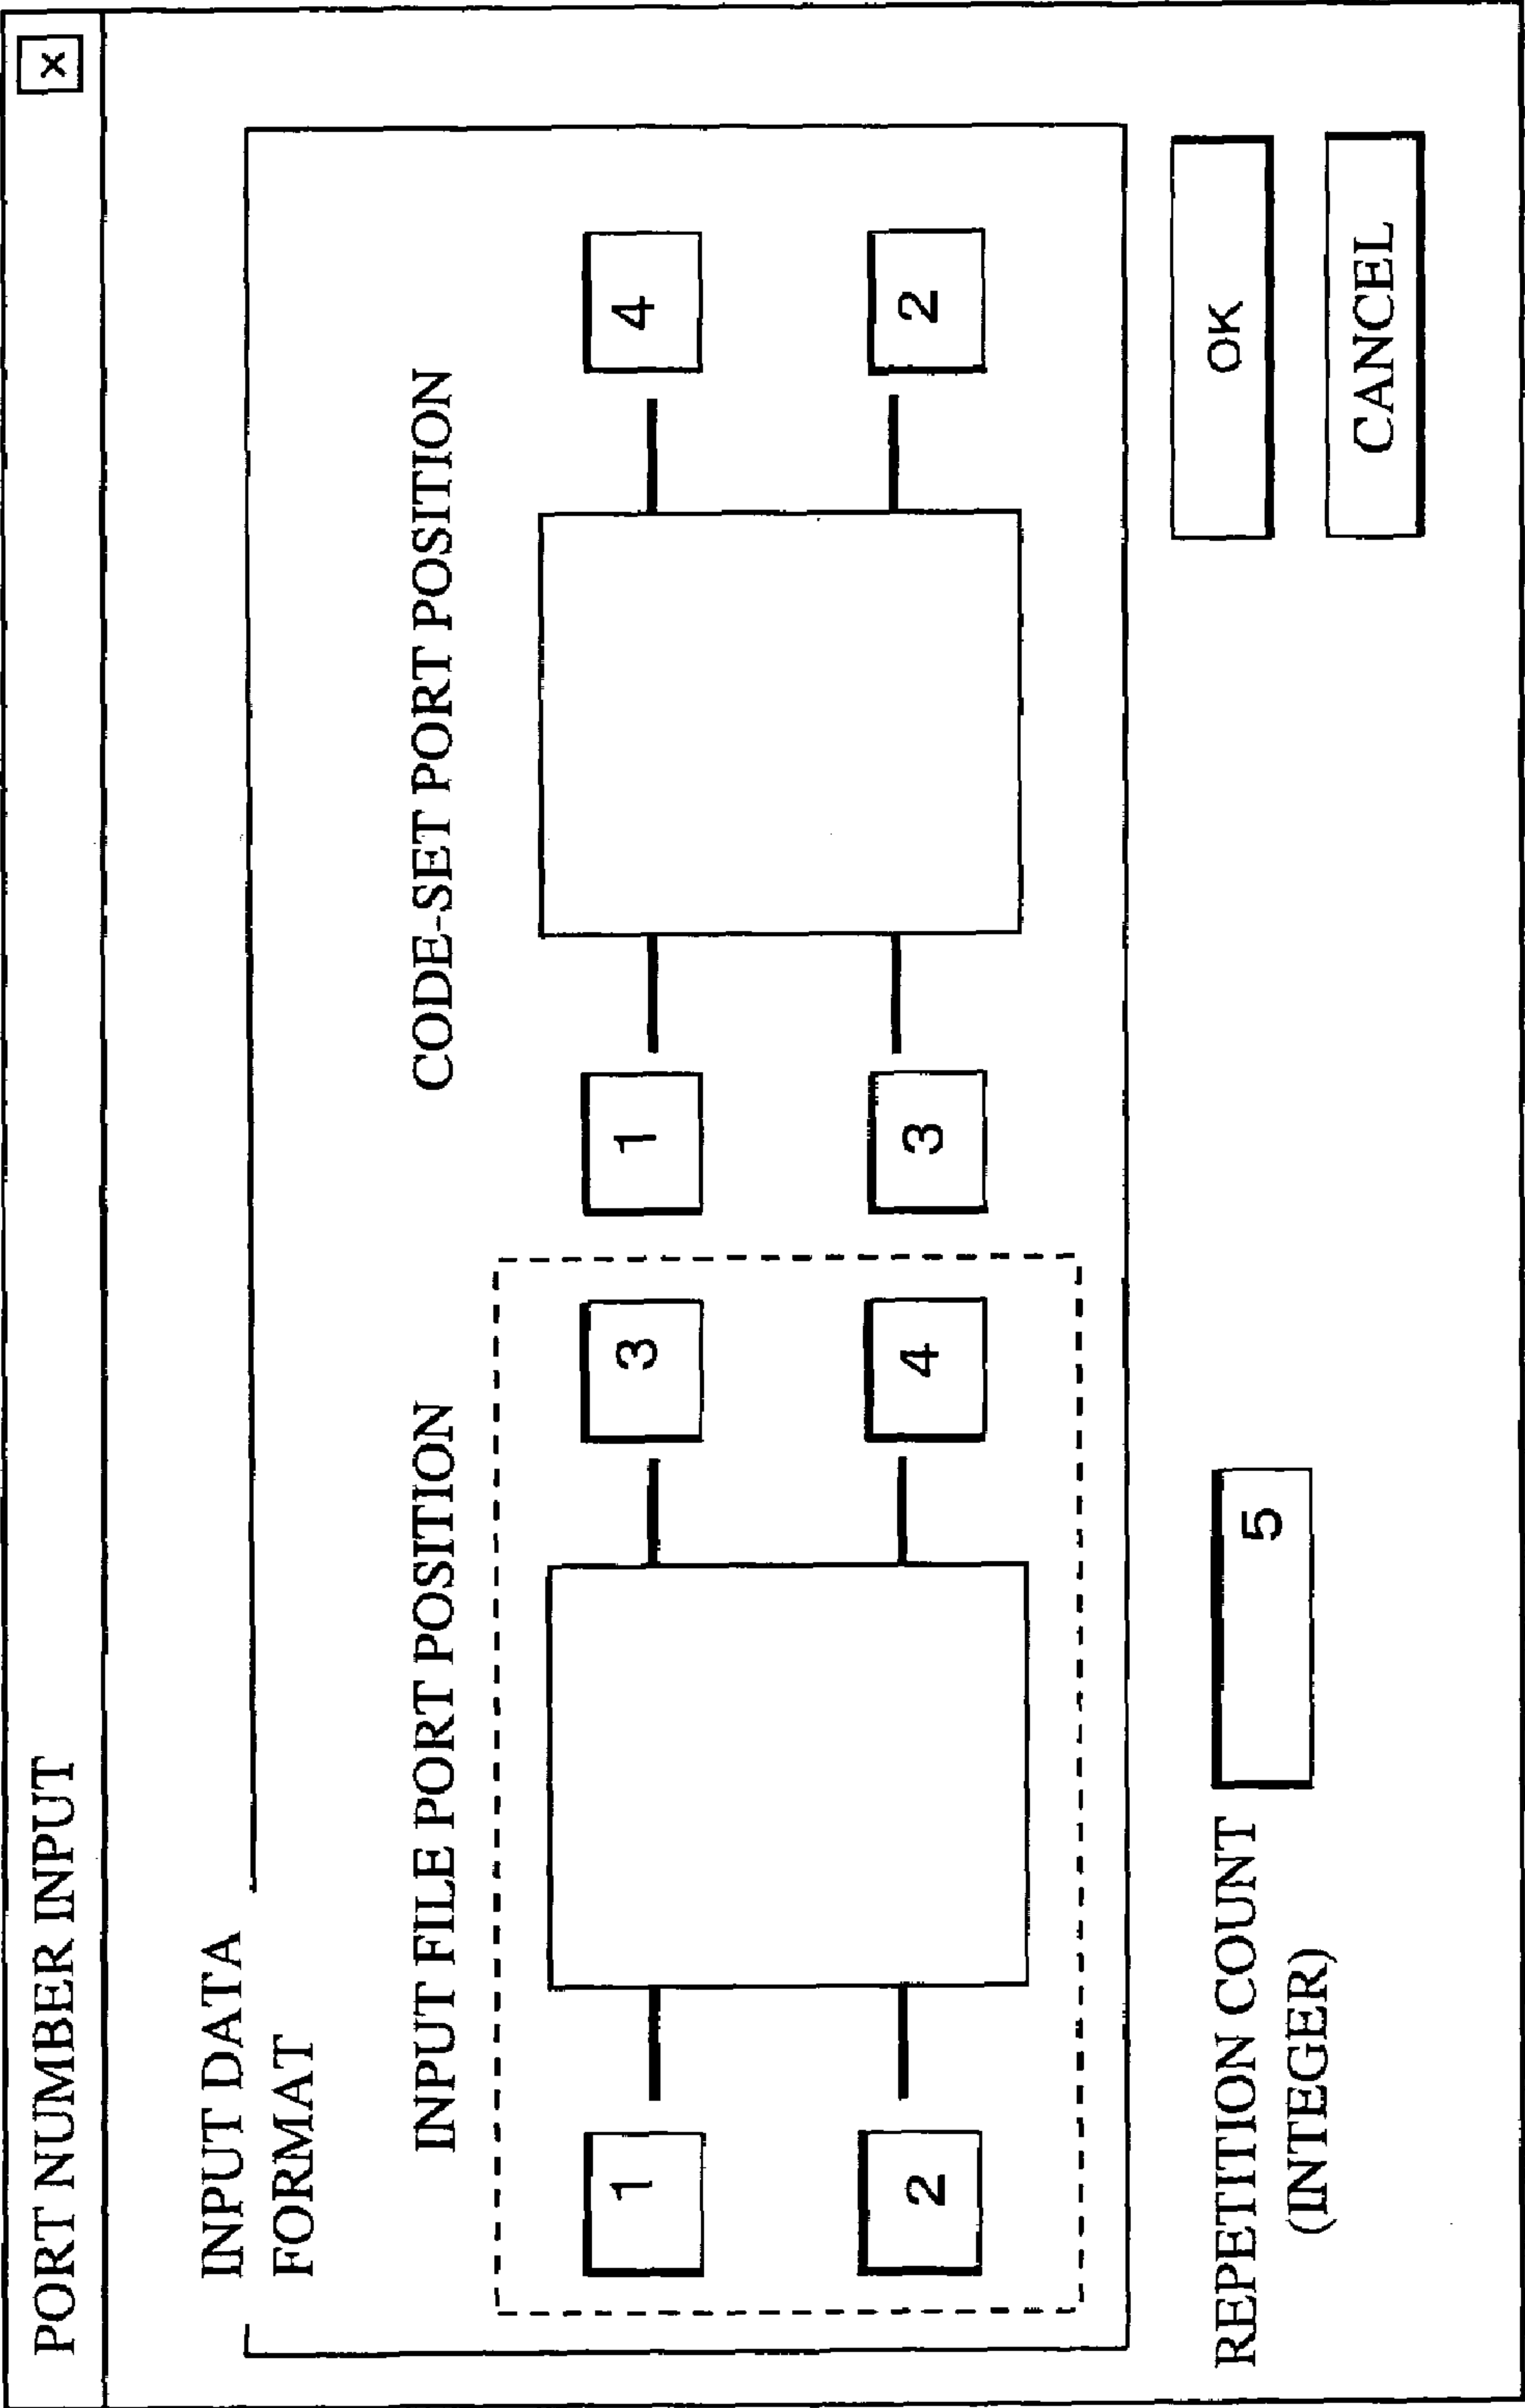 PORT NUMBER INPUT
X
INPUT DATA
FORMAT
INPUT FILE PORT POSITION
CODE-SET PORT POSITION
1 3 1 4
2 4 3 2
REPETITION COUNT
(INTEGER)
5
OK
CANCEL